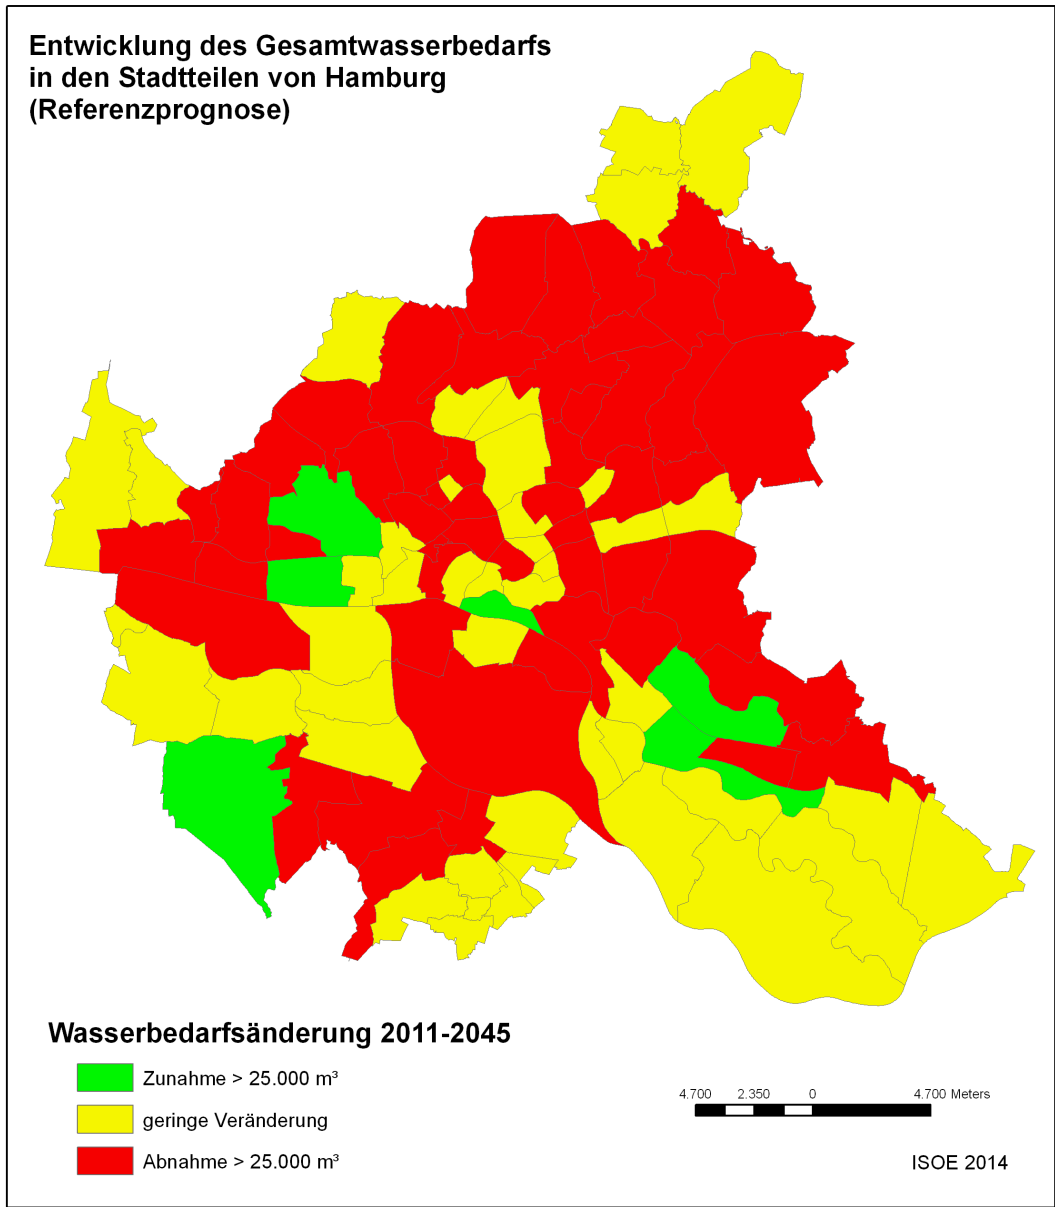 Entwicklung des Gesamtwasserbedarfs
in den Stadtteilen von Hamburg
(Referenzprognose)
Wasserbedarfsänderung 2011-2045
Zunahme > 25.000 m³
geringe Veränderung
Abnahme > 25.000 m³
4.700 2.350 0 4.700 Meters
ISOE 2014